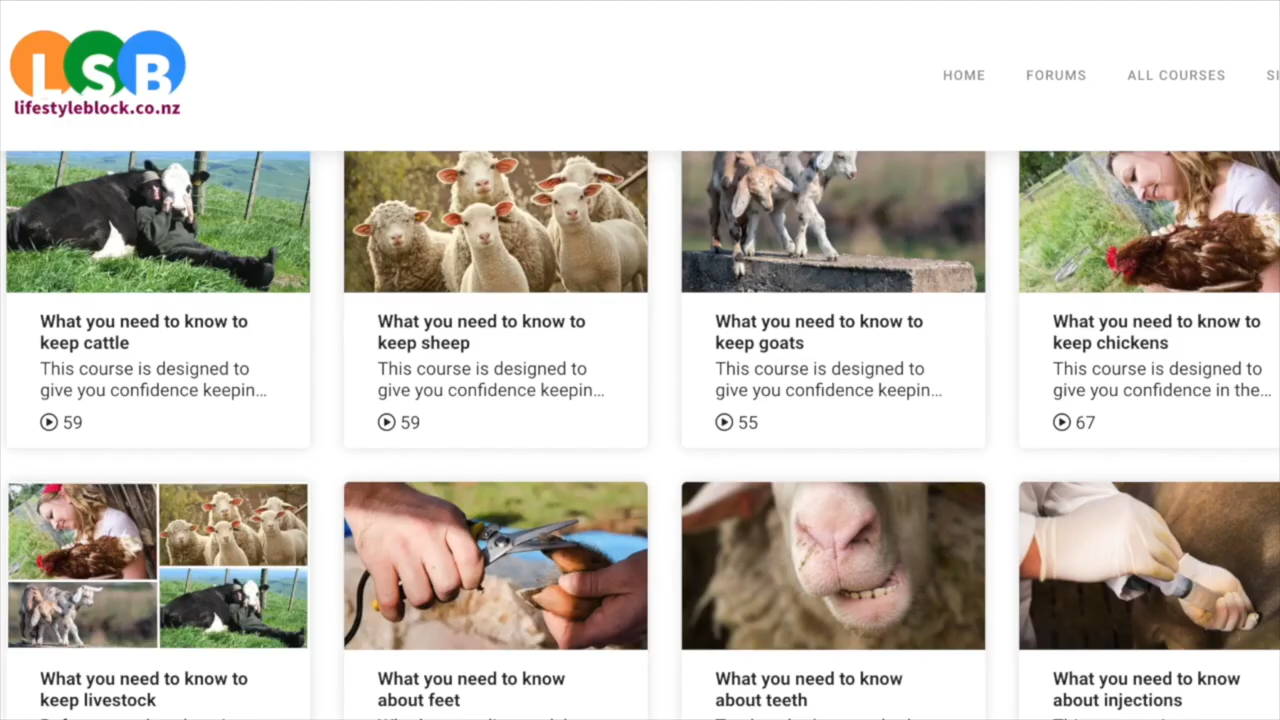 LSB
lifestyleblock.co.nz
HOME FORUMS ALL COURSES
What you need to know to
keep cattle
This course is designed to
give you confidence keepin...
59
What you need to know to
keep sheep
This course is designed to
give you confidence keepin...
59
What you need to know to
keep goats
This course is designed to
give you confidence keepin...
55
What you need to know to
keep chickens
This course is designed to
give you confidence in the...
67
What you need to know to
keep livestock
What you need to know
about feet
What you need to know
about teeth
What you need to know
about injections